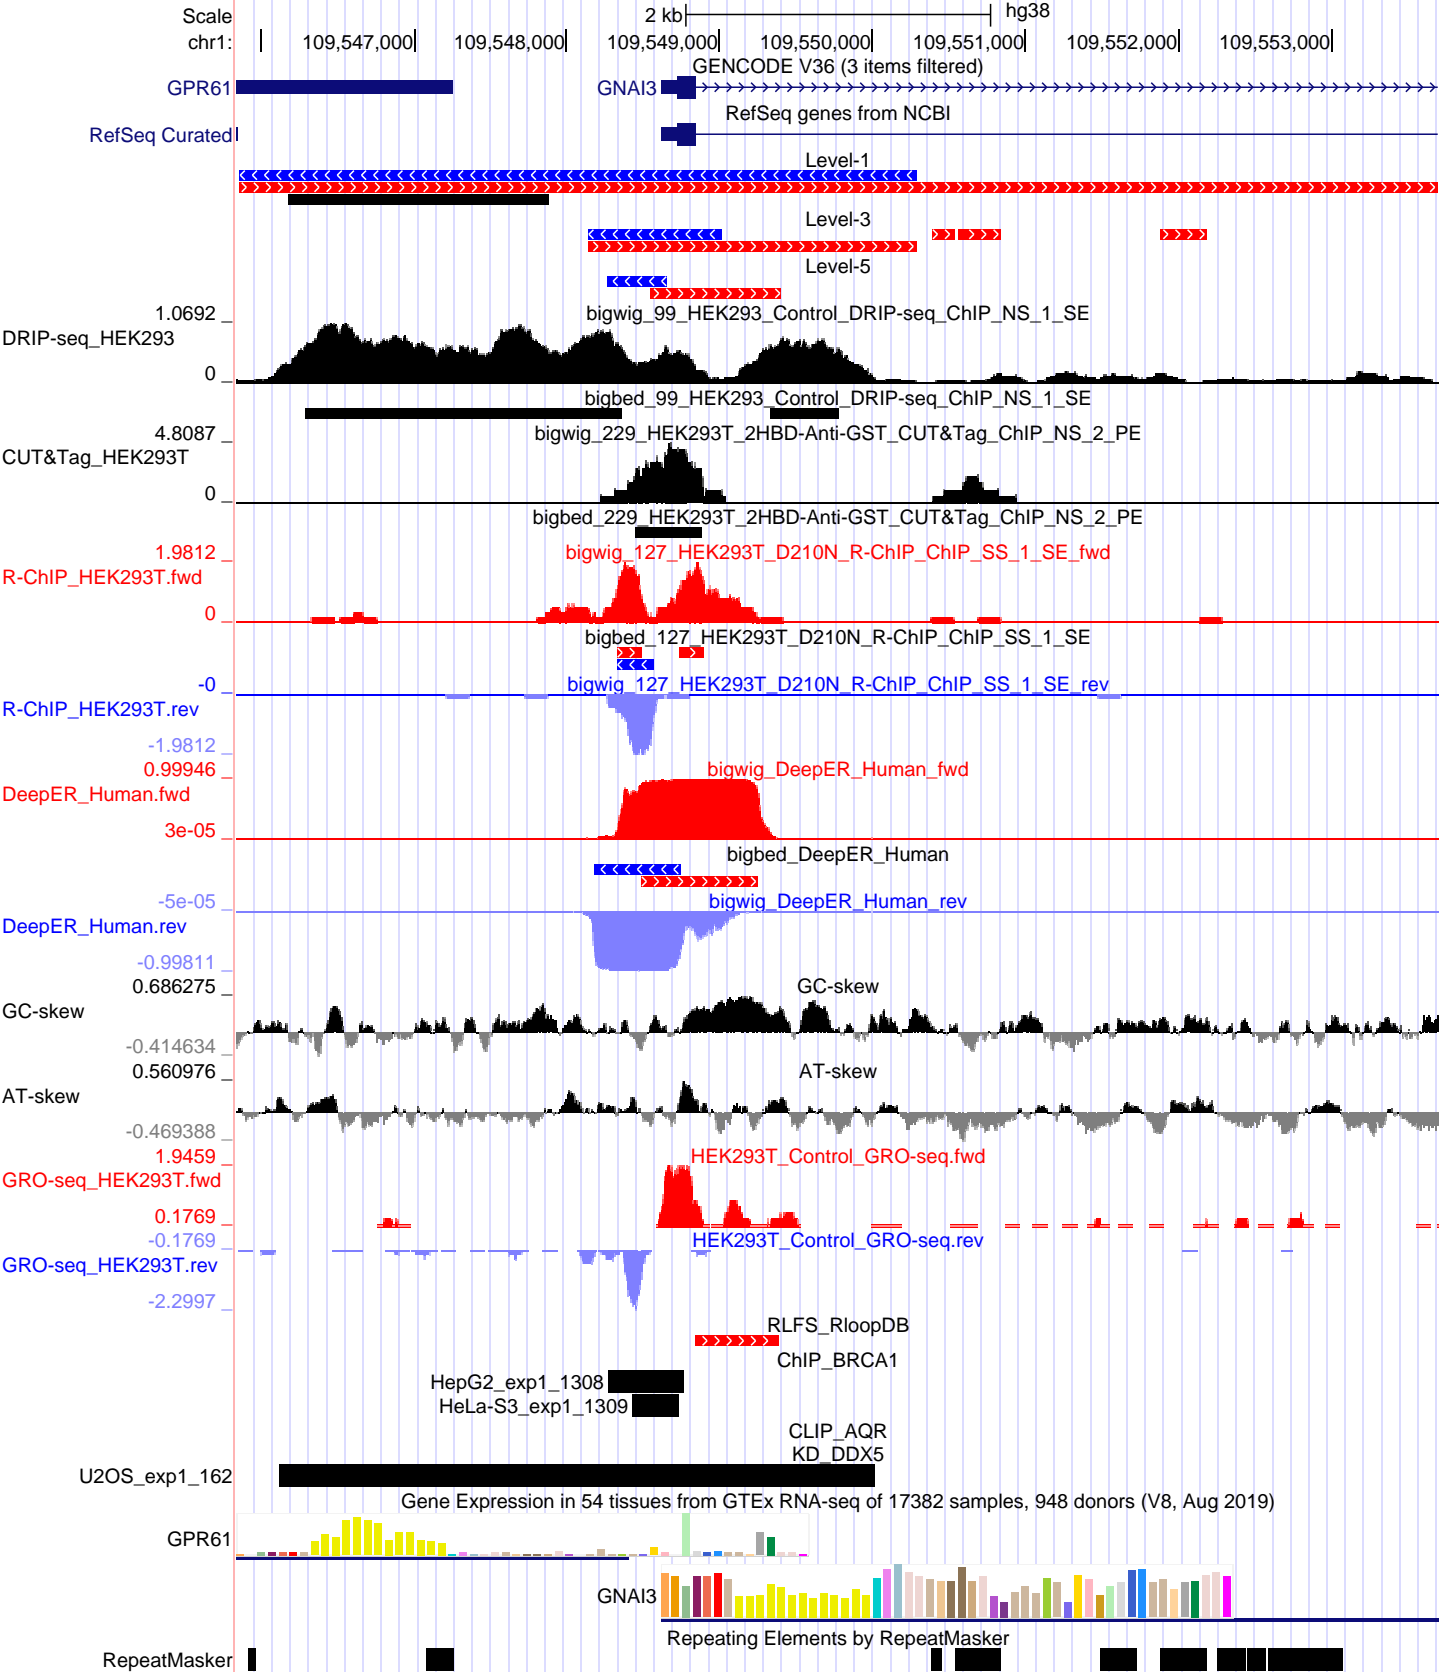 Scale 2 kb hg38
chr1: 109,547,000 109,548,000 109,549,000 109,550,000 109,551,000 109,552,000 109,553,000
GENCODE V36 (3 items filtered)
GPR61 GNAI3
RefSeq genes from NCBI
RefSeq Curated
Level-1
Level-3
Level-5
1.0692 bigwig_99_HEK293_Control_DRIP-seq_ChIP_NS_1_SE
DRIP-seq_HEK293
0
bigbed_99_HEK293_Control_DRIP-seq_ChIP_NS_1_SE
4.8087 bigwig_229_HEK293T_2HBD-Anti-GST_CUT&Tag_ChIP_NS_2_PE
CUT&Tag_HEK293T
0
bigbed_229_HEK293T_2HBD-Anti-GST_CUT&Tag_ChIP_NS_2_PE
1.9812 bigwig_127_HEK293T_D210N_R-ChIP_ChIP_SS_1_SE_fwd
R-ChIP_HEK293T.fwd
0
bigbed_127_HEK293T_D210N_R-ChIP_ChIP_SS_1_SE
-0 bigwig_127_HEK293T_D210N_R-ChIP_ChIP_SS_1_SE_rev
R-ChIP_HEK293T.rev
-1.9812
0.99946 bigwig_DeepER_Human_fwd
DeepER_Human.fwd
3e-05
bigbed_DeepER_Human
-5e-05 bigwig_DeepER_Human_rev
DeepER_Human.rev
-0.99811
0.686275 GC-skew
GC-skew
-0.414634
0.560976 AT-skew
AT-skew
-0.469388
1.9459 HEK293T_Control_GRO-seq.fwd
GRO-seq_HEK293T.fwd
0.1769
-0.1769 HEK293T_Control_GRO-seq.rev
GRO-seq_HEK293T.rev
-2.2997
RLFS_RloopDB
ChIP_BRCA1
HepG2_exp1_1308
HeLa-S3_exp1_1309
CLIP_AQR
KD_DDX5
U2OS_exp1_162
Gene Expression in 54 tissues from GTEx RNA-seq of 17382 samples, 948 donors (V8, Aug 2019)
GPR61
GNAI3
Repeating Elements by RepeatMasker
RepeatMasker